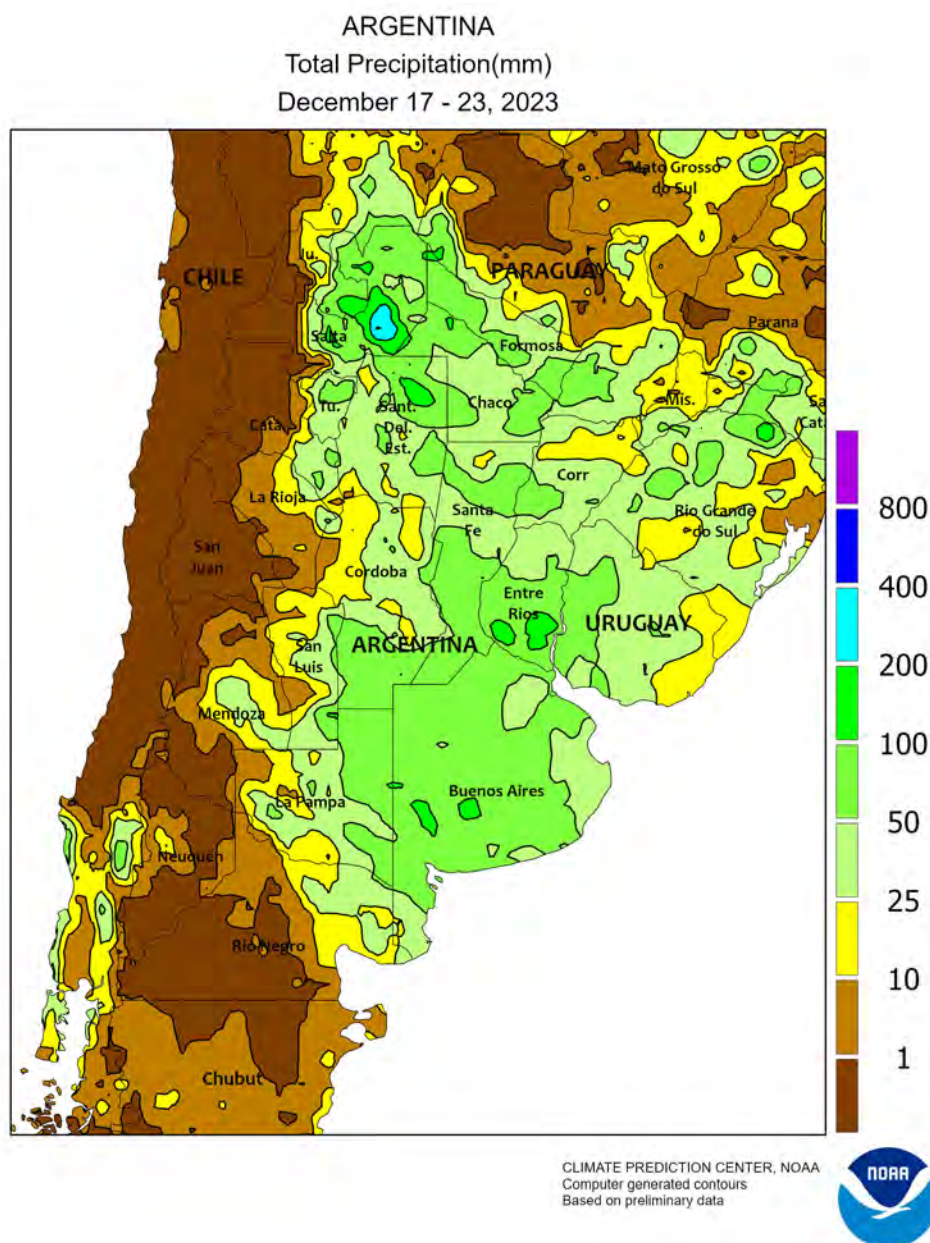 ARGENTINA
Total Precipitation(mm)
December 17 - 23, 2023
Mato Grosso
do Sul
Ju.
CHILE
PARAGUAY
Parana
Salta
Formosa
Tu.
Sant.
Del.
Est.
Chaco
Mis.
Sa
Cata
Cata.
La Rioja
Corr
Santa
Fe
Rio Grande
do Sul
San
Juan
Cordoba
Entre
Rios
URUGUAY
ARGENTINA
San
Luis
Mendoza
Buenos Aires
La Pampa
Neuquen
Rio Negro
Chubut
800
400
200
100
50
25
10
1
CLIMATE PREDICTION CENTER, NOAA
Computer generated contours
Based on preliminary data
NOAA